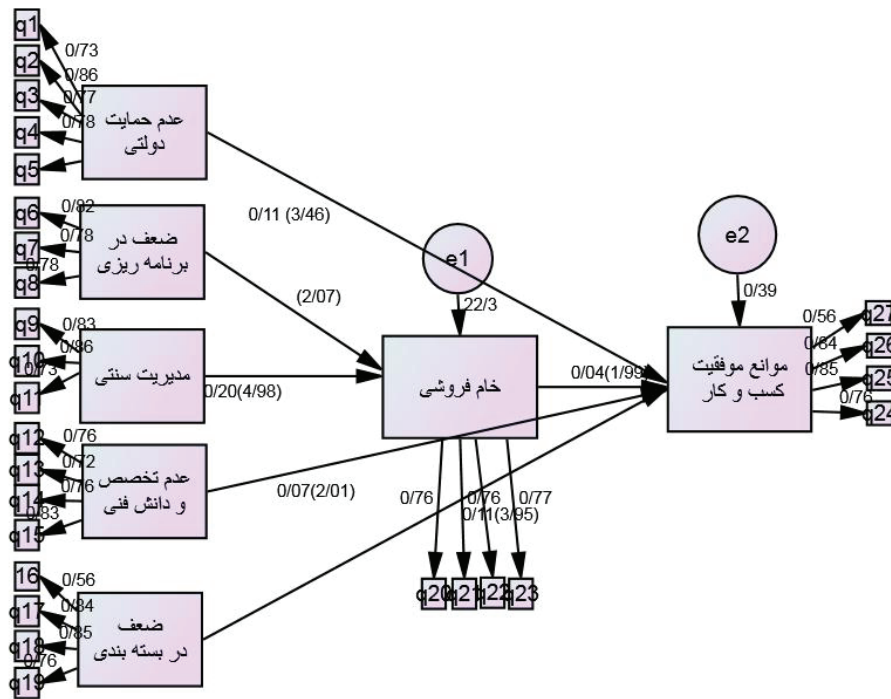 q1
q2
q3
q4
q5
0/73
0/86
0/77
0/78
عدم حمایت
دولتی
q6
q7
q8
0/82
0/78
0/78
ضعف در
برنامه ریزی
q9
q10
q11
0/83
0/86
0/73
مدیریت سنتی
q12
q13
q14
q15
0/76
0/72
0/76
0/83
عدم تخصص
و دانش فنی
16
q17
q18
q19
0/56
0/84
0/85
0/76
ضعف
در بسته بندی
0/11 (3/46)
(2/07)
0/20(4/98)
0/07(2/01)
0/11(3/95)
e1
22/3
خام فروشی
0/04(1/99)
0/76
0/76
0/77
q20
q21
q22
q23
e2
0/39
موانع موفقیت
کسب و کار
0/56
0/84
0/85
0/76
q27
q26
q25
q24